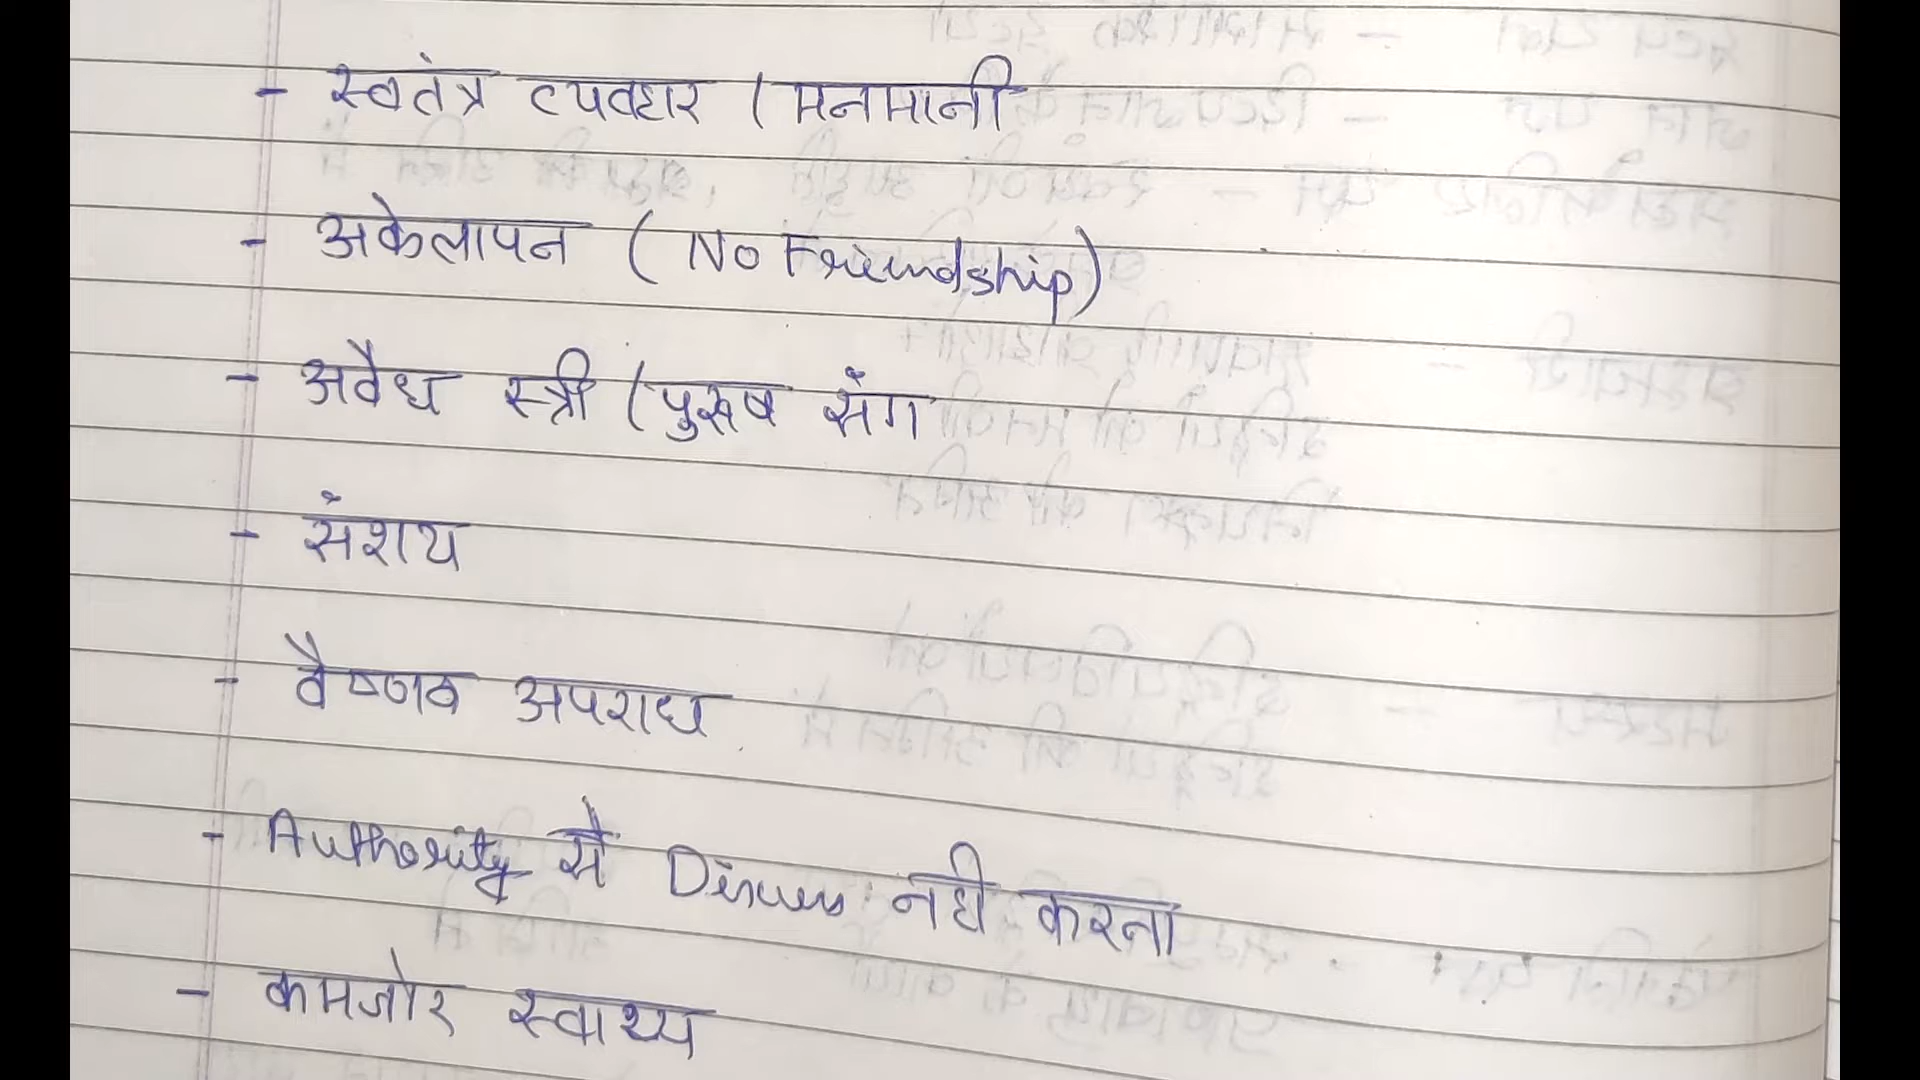 - स्वतंत्र व्यवहार / मनमानी
- अकेलापन (No Friendship)
- अवैध स्त्री / पुरूष संग
- संशय
- वैष्णव अपराध
- Authority से Discuss नही करना
- कमजोर स्वाथ्य